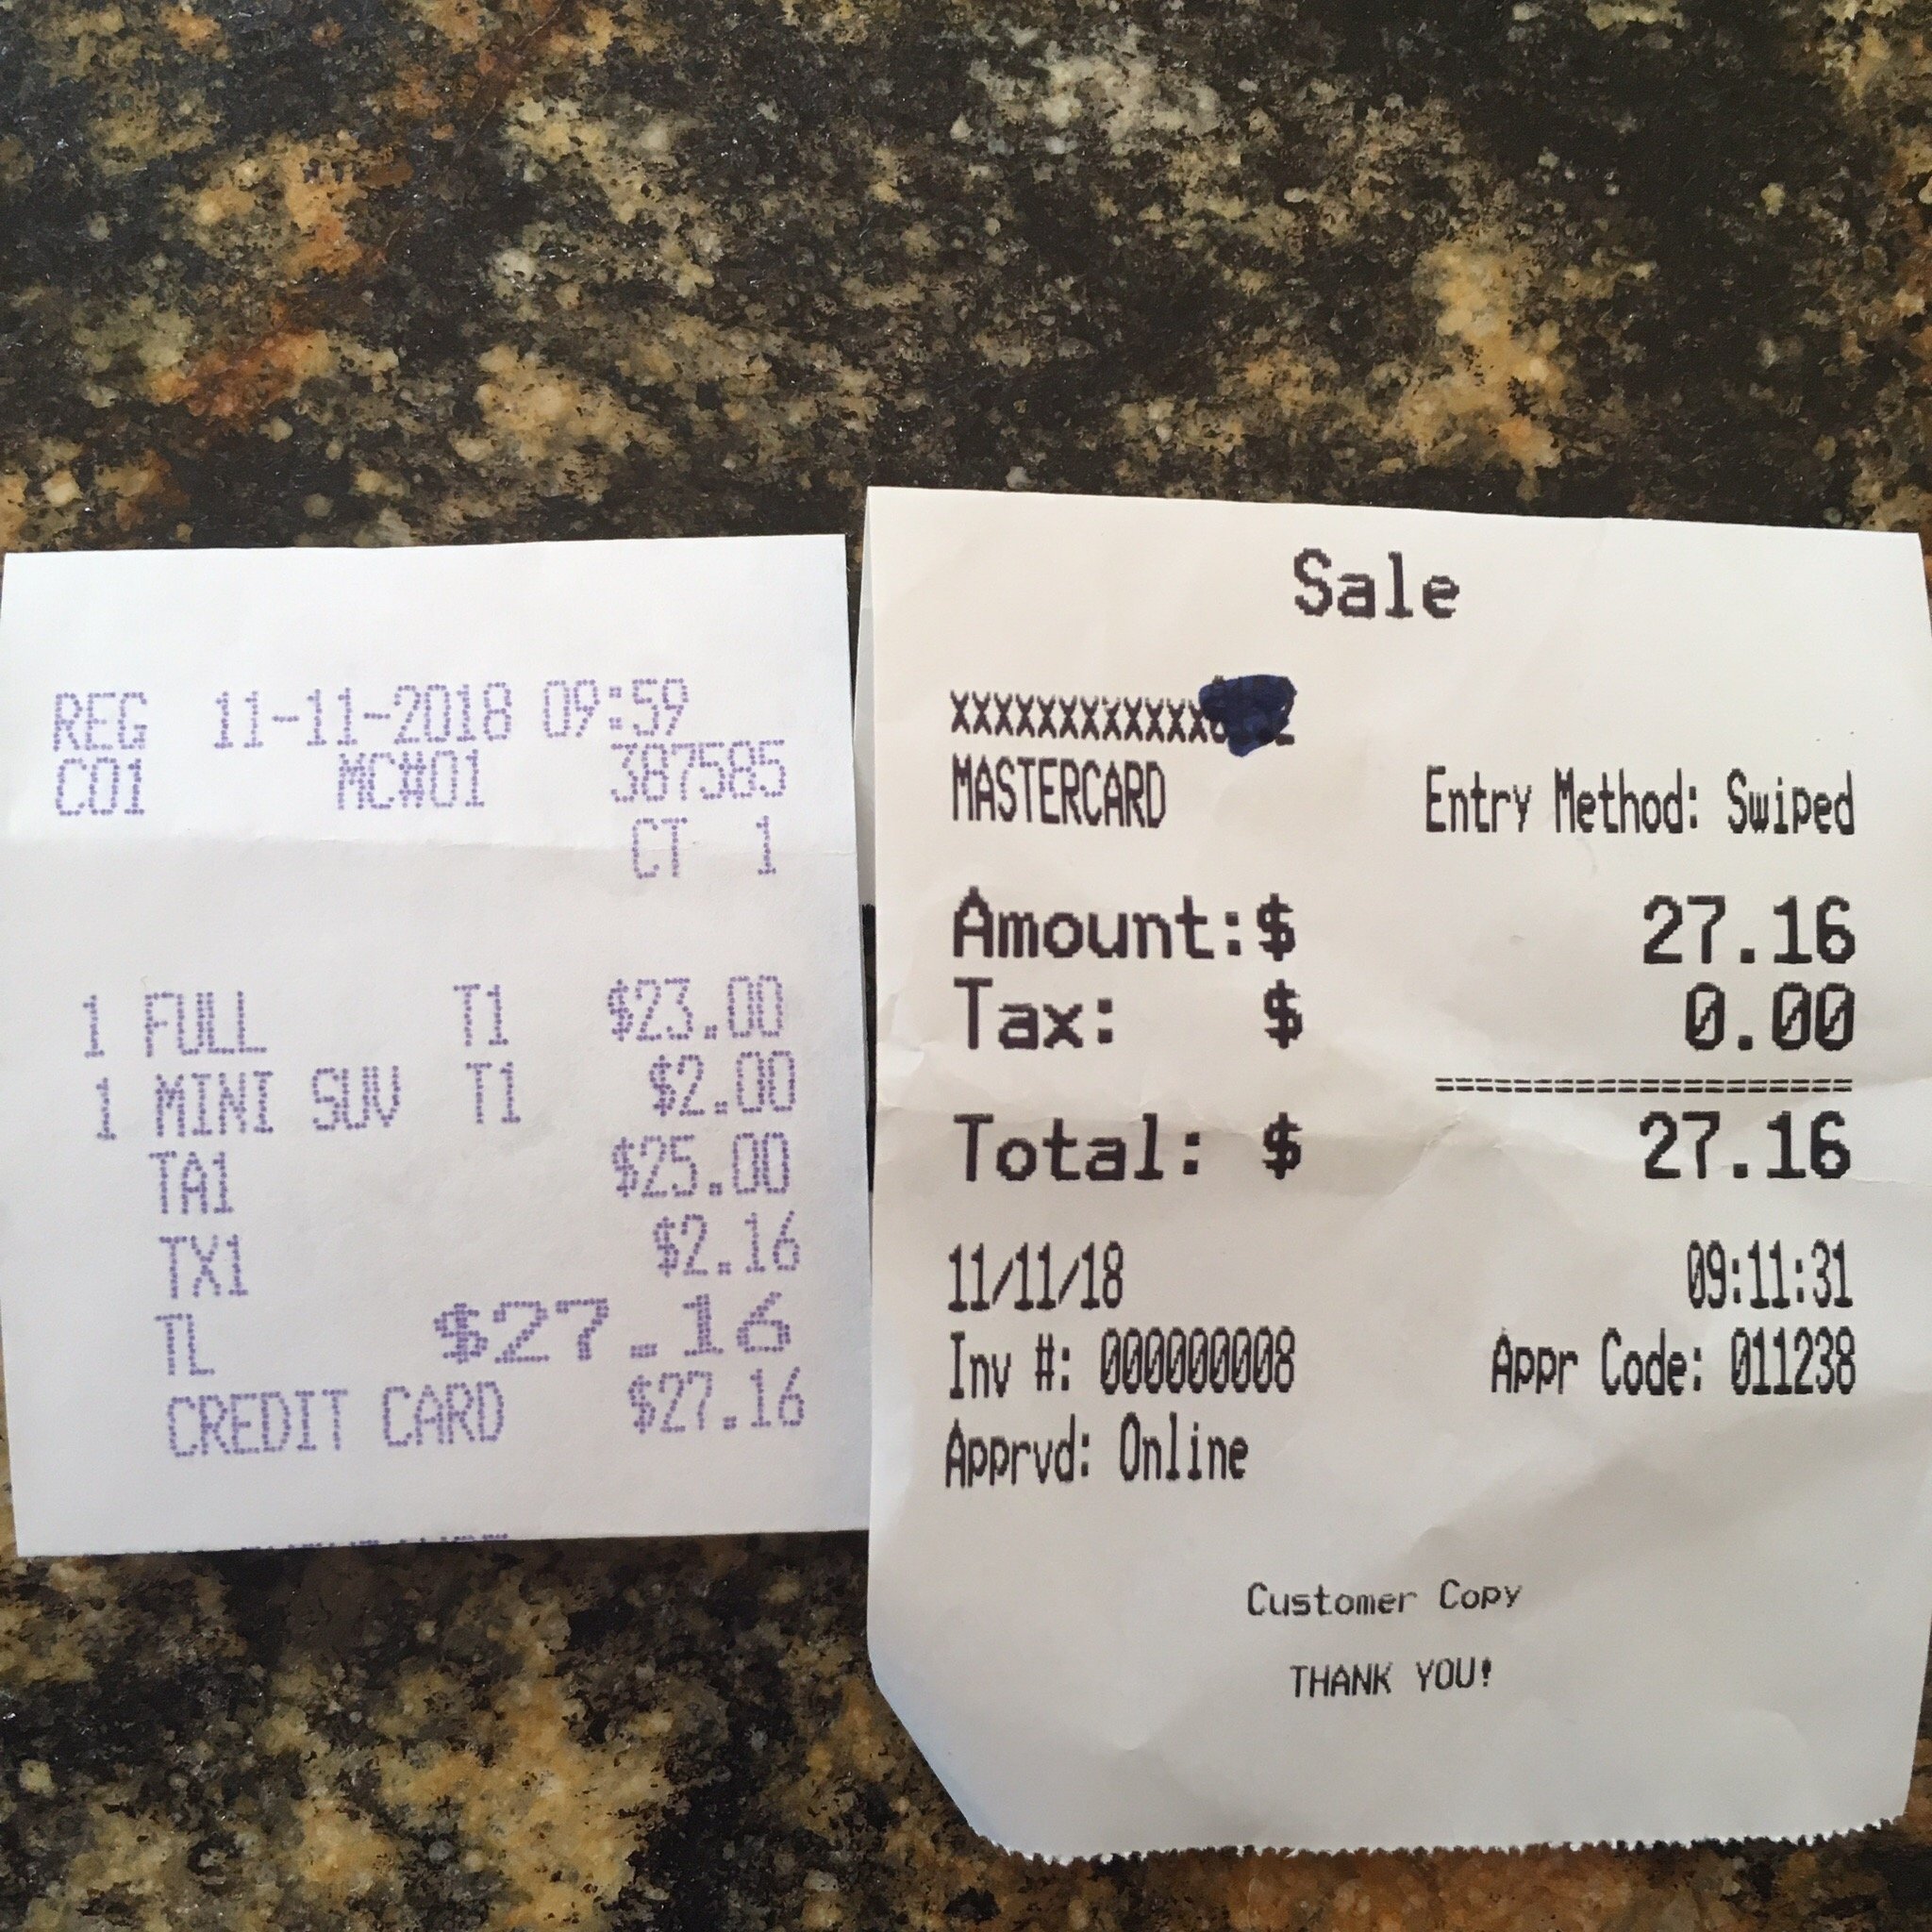 REG 11-11-2018 09:59
C01 MC#01 387585
CT 1
1 FULL T1 $23.00
1 MINI SUV T1 $2.00
TA1 $25.00
TX1 $2.16
TL $27.16
CREDIT CARD $27.16
Sale
XXXXXXXXXXXX
MASTERCARD Entry Method: Swiped
Amount:$ 27.16
Tax: $ 0.00
===================
Total: $ 27.16
11/11/18 09:11:31
Inv #: 000000008 Appr Code: 011238
Apprvd: Online
Customer Copy
THANK YOU!